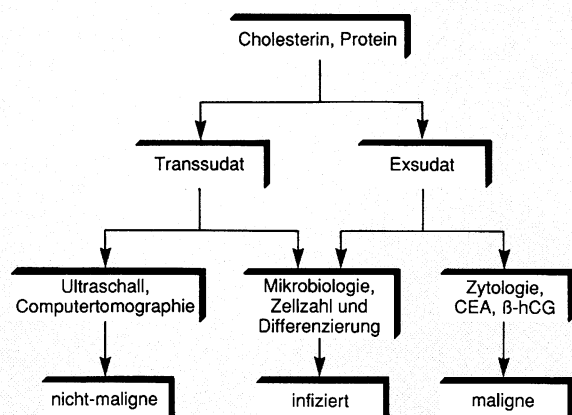 Cholesterin, Protein
Transsudat
Exsudat
Ultraschall,
Computertomographie
Mikrobiologie,
Zellzahl und
Differenzierung
Zytologie,
CEA, ß-hCG
nicht-maligne
infiziert
maligne